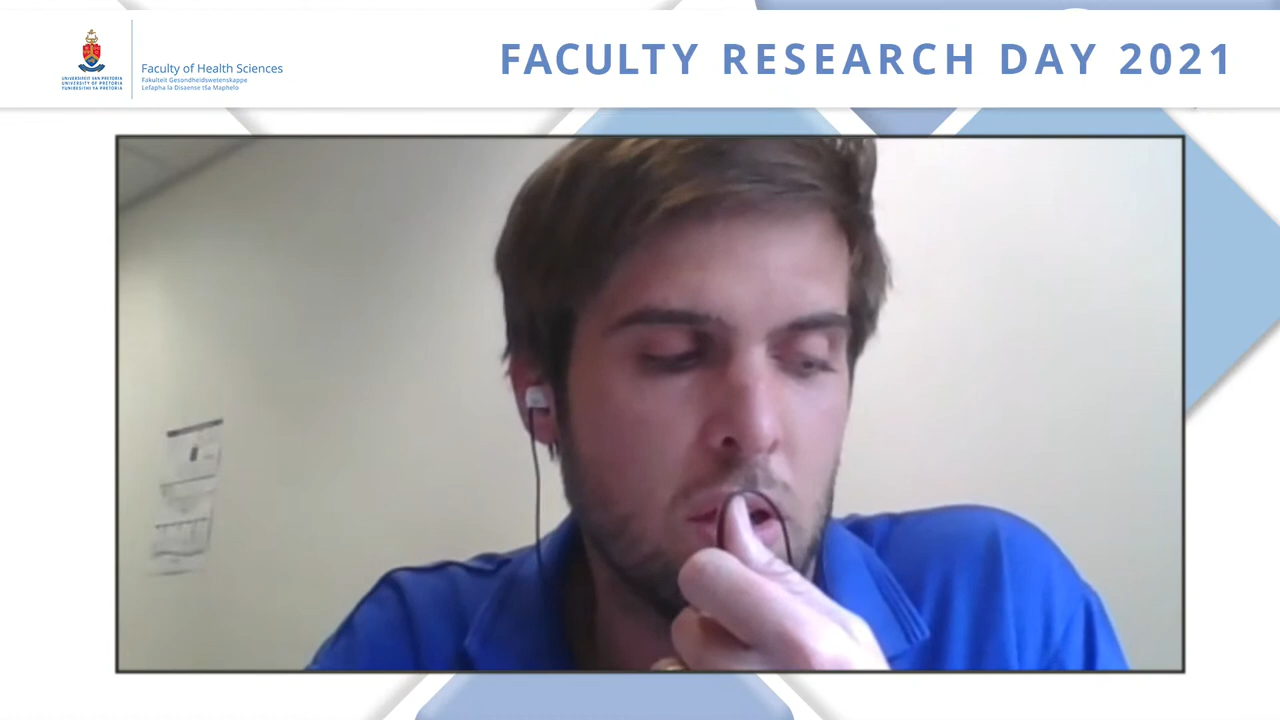 FACULTY RESEARCH DAY 2021
UNIVERSITEIT VAN PRETORIA
UNIVERSITY OF PRETORIA
YUNIBESITHI YA PRETORIA
Faculty of Health Sciences
Fakulteit Gesondheidswetenskappe
Lefapha la Disaense tša Maphelo